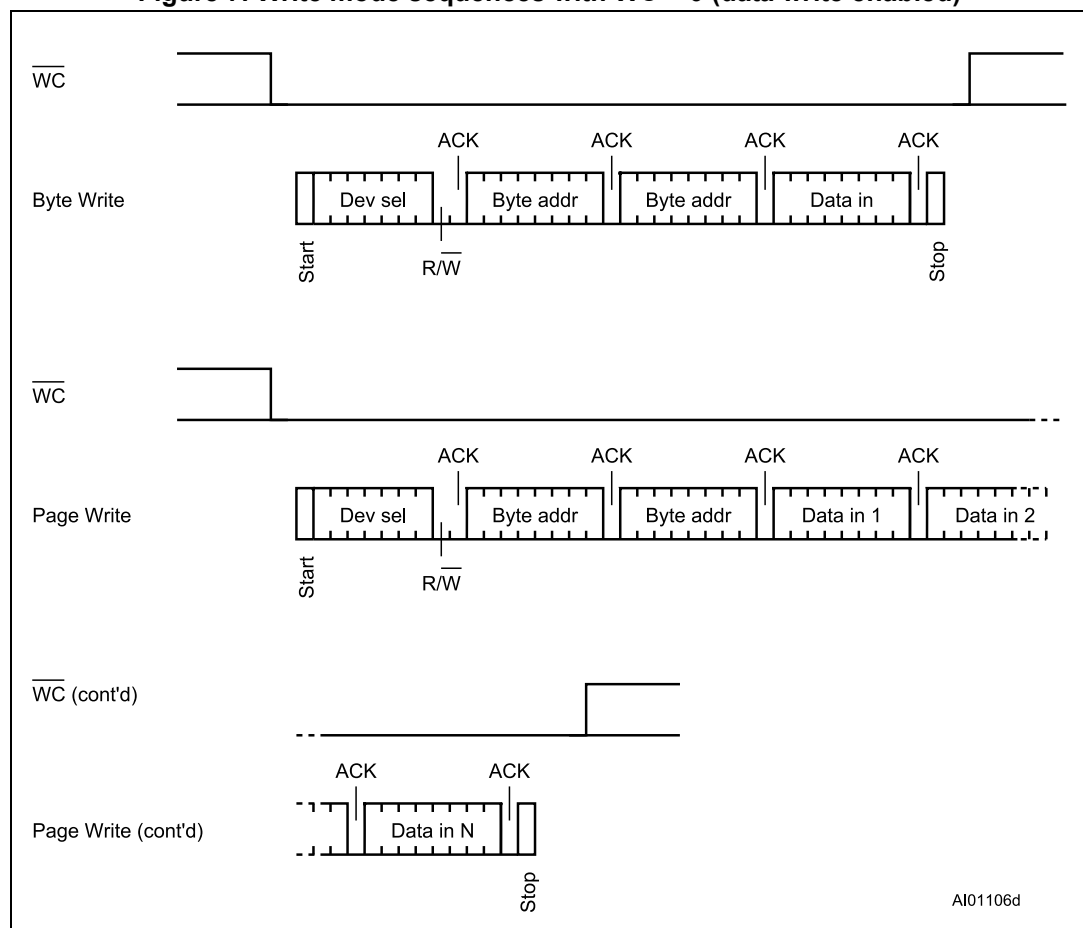 WC
ACK ACK ACK ACK
Byte Write
Dev sel Byte addr Byte addr Data in
Start R/W Stop
WC
ACK ACK ACK ACK
Page Write
Dev sel Byte addr Byte addr Data in 1 Data in 2
Start R/W
WC (cont'd)
ACK ACK
Page Write (cont'd)
Data in N
Stop
AI01106d